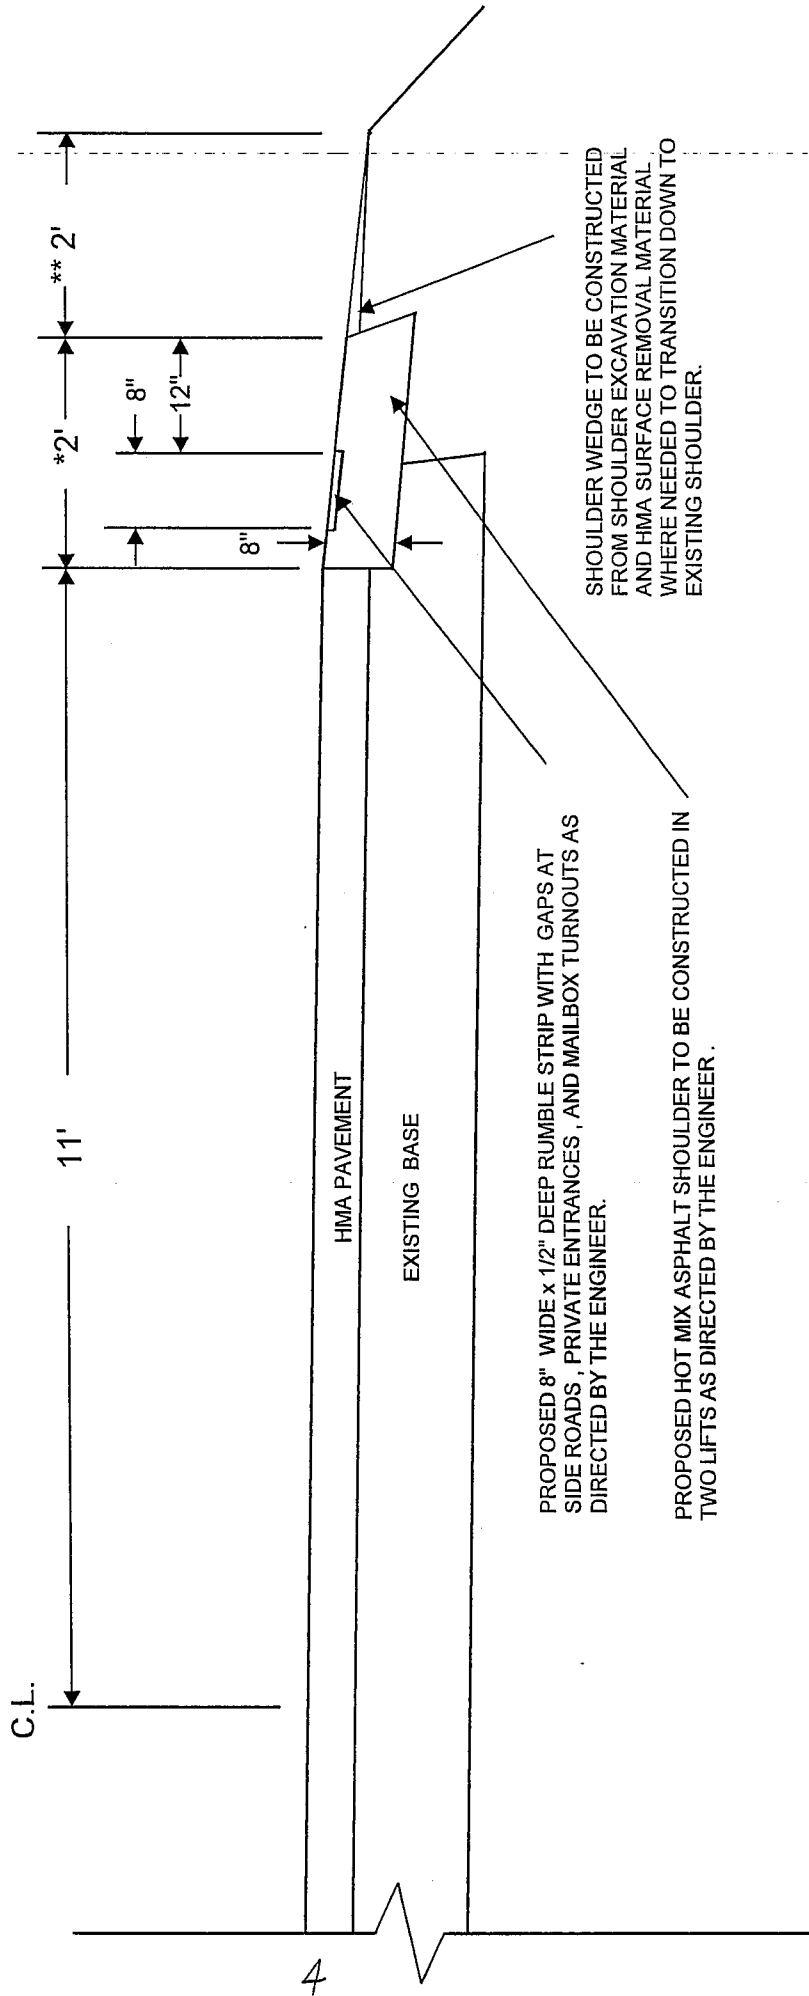 C.L.
11'
*2'
** 2'
8"
12"
8"
HMA PAVEMENT
EXISTING BASE
PROPOSED 8" WIDE x 1/2" DEEP RUMBLE STRIP WITH GAPS AT
SIDE ROADS , PRIVATE ENTRANCES , AND MAILBOX TURNOUTS AS
DIRECTED BY THE ENGINEER.
PROPOSED HOT MIX ASPHALT SHOULDER TO BE CONSTRUCTED IN
TWO LIFTS AS DIRECTED BY THE ENGINEER .
SHOULDER WEDGE TO BE CONSTRUCTED
FROM SHOULDER EXCAVATION MATERIAL
AND HMA SURFACE REMOVAL MATERIAL
WHERE NEEDED TO TRANSITION DOWN TO
EXISTING SHOULDER.
4